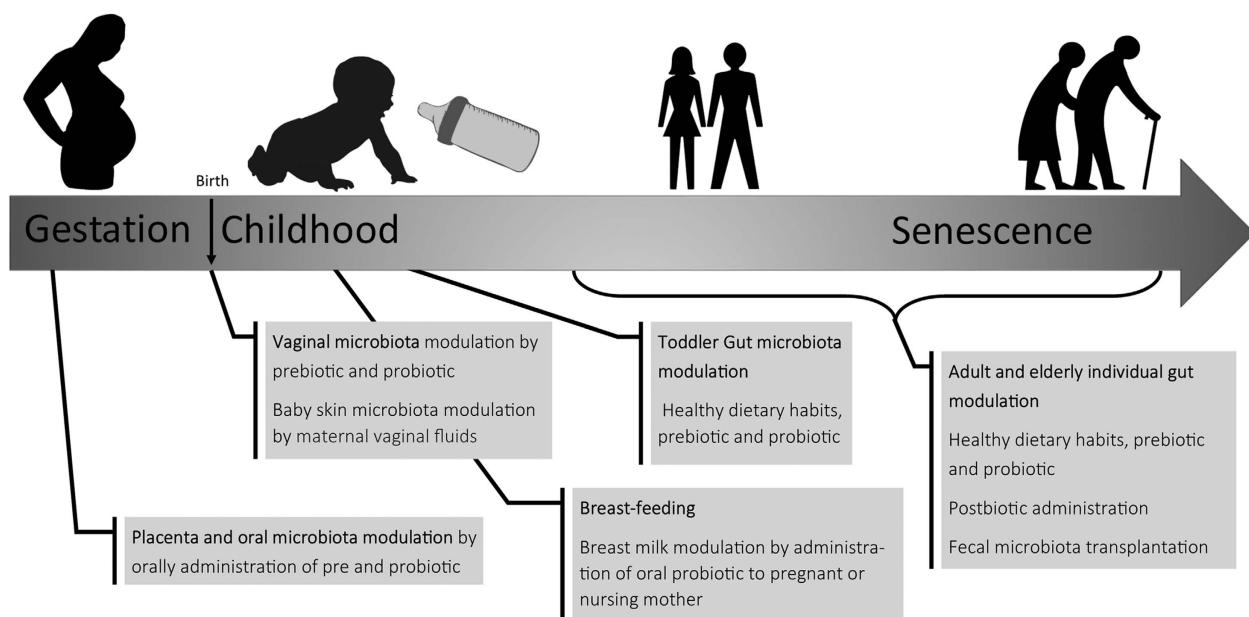 Birth
Gestation
Childhood
Senescence
Vaginal microbiota modulation by
prebiotic and probiotic
Baby skin microbiota modulation
by maternal vaginal fluids
Toddler Gut microbiota
modulation
Healthy dietary habits,
prebiotic and probiotic
Adult and elderly individual gut
modulation
Healthy dietary habits, prebiotic
and probiotic
Postbiotic administration
Fecal microbiota transplantation
Placenta and oral microbiota modulation by
orally administration of pre and probiotic
Breast-feeding
Breast milk modulation by administra-
tion of oral probiotic to pregnant or
nursing mother